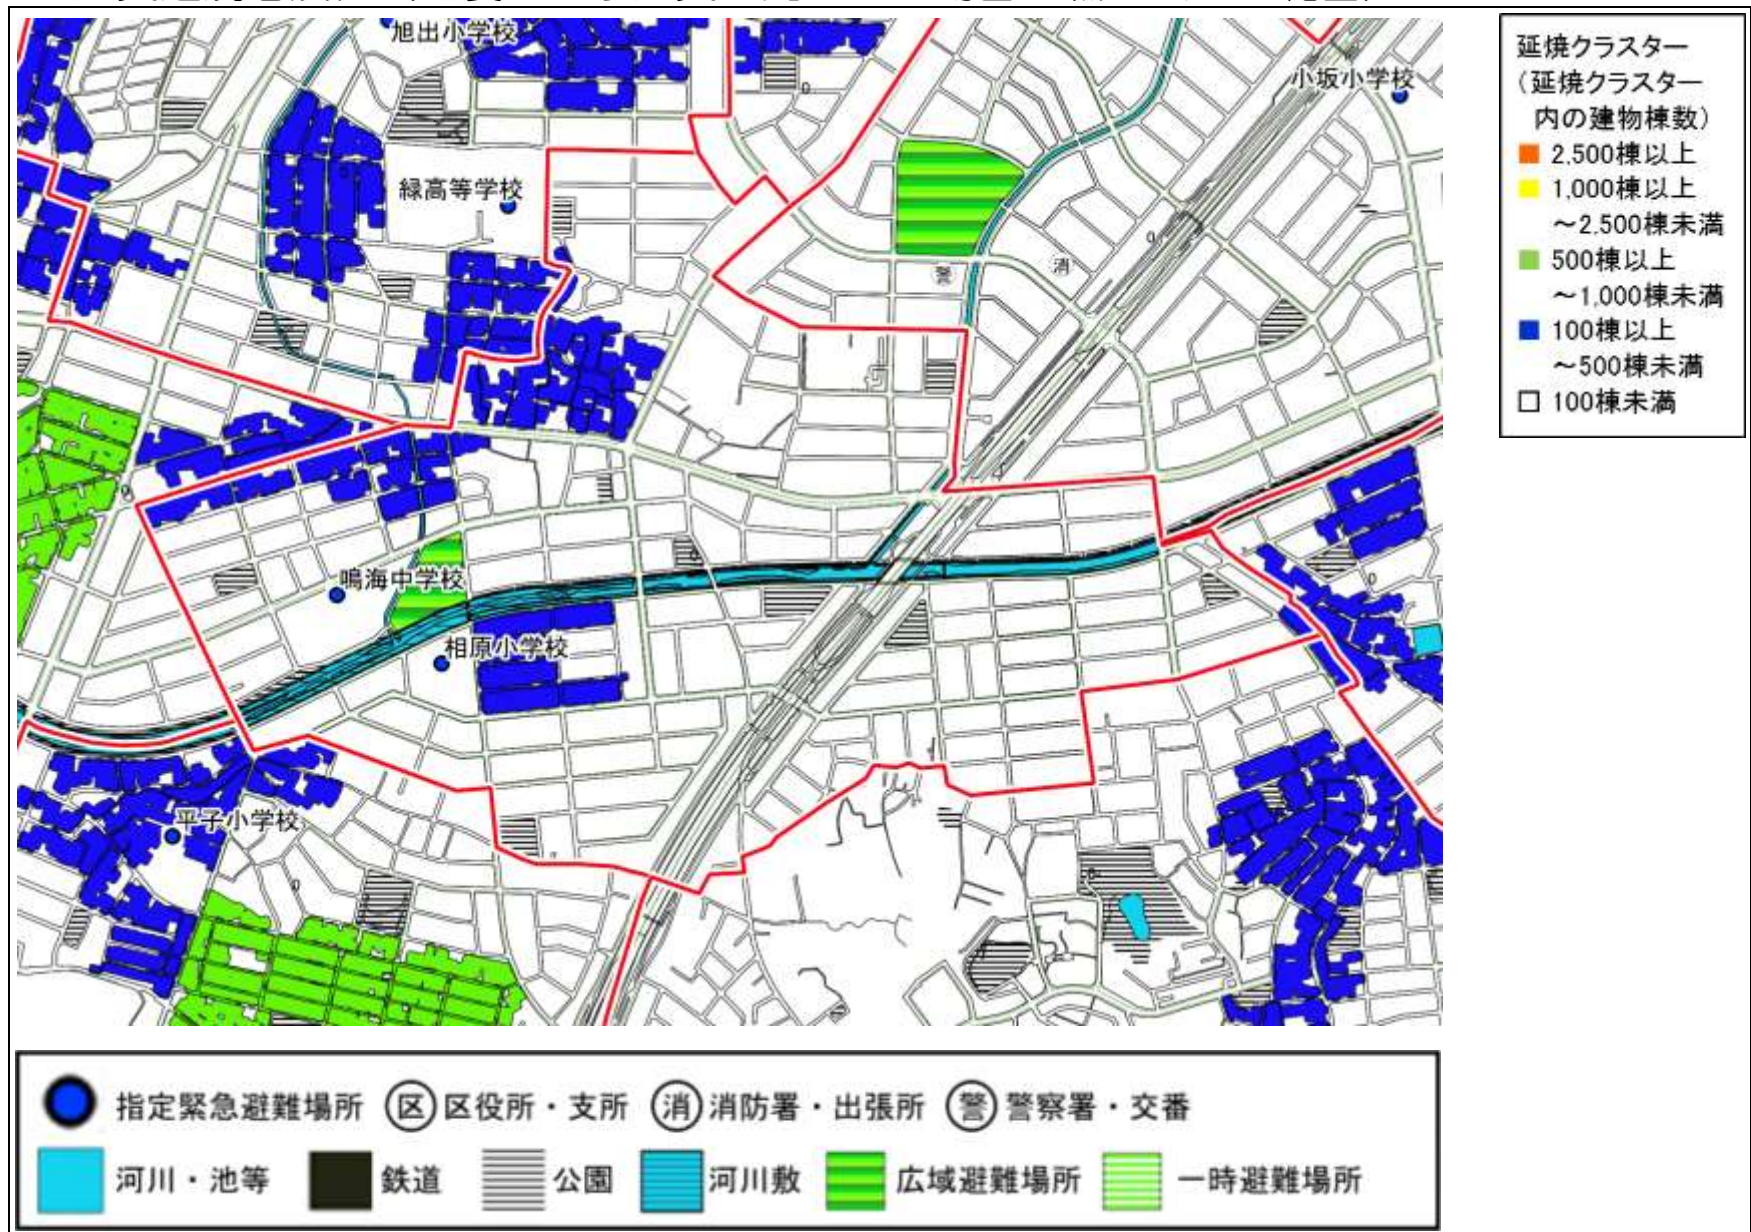 旭出小学校
小坂小学校
緑高等学校
警
消
鳴海中学校
相原小学校
平子小学校
延焼クラスター
（延焼クラスター
内の建物棟数）
2,500棟以上
1,000棟以上
～2,500棟未満
500棟以上
～1,000棟未満
100棟以上
～500棟未満
100棟未満
指定緊急避難場所 区 区役所・支所 消 消防署・出張所 警 警察署・交番
河川・池等 鉄道 公園 河川敷 広域避難場所 一時避難場所